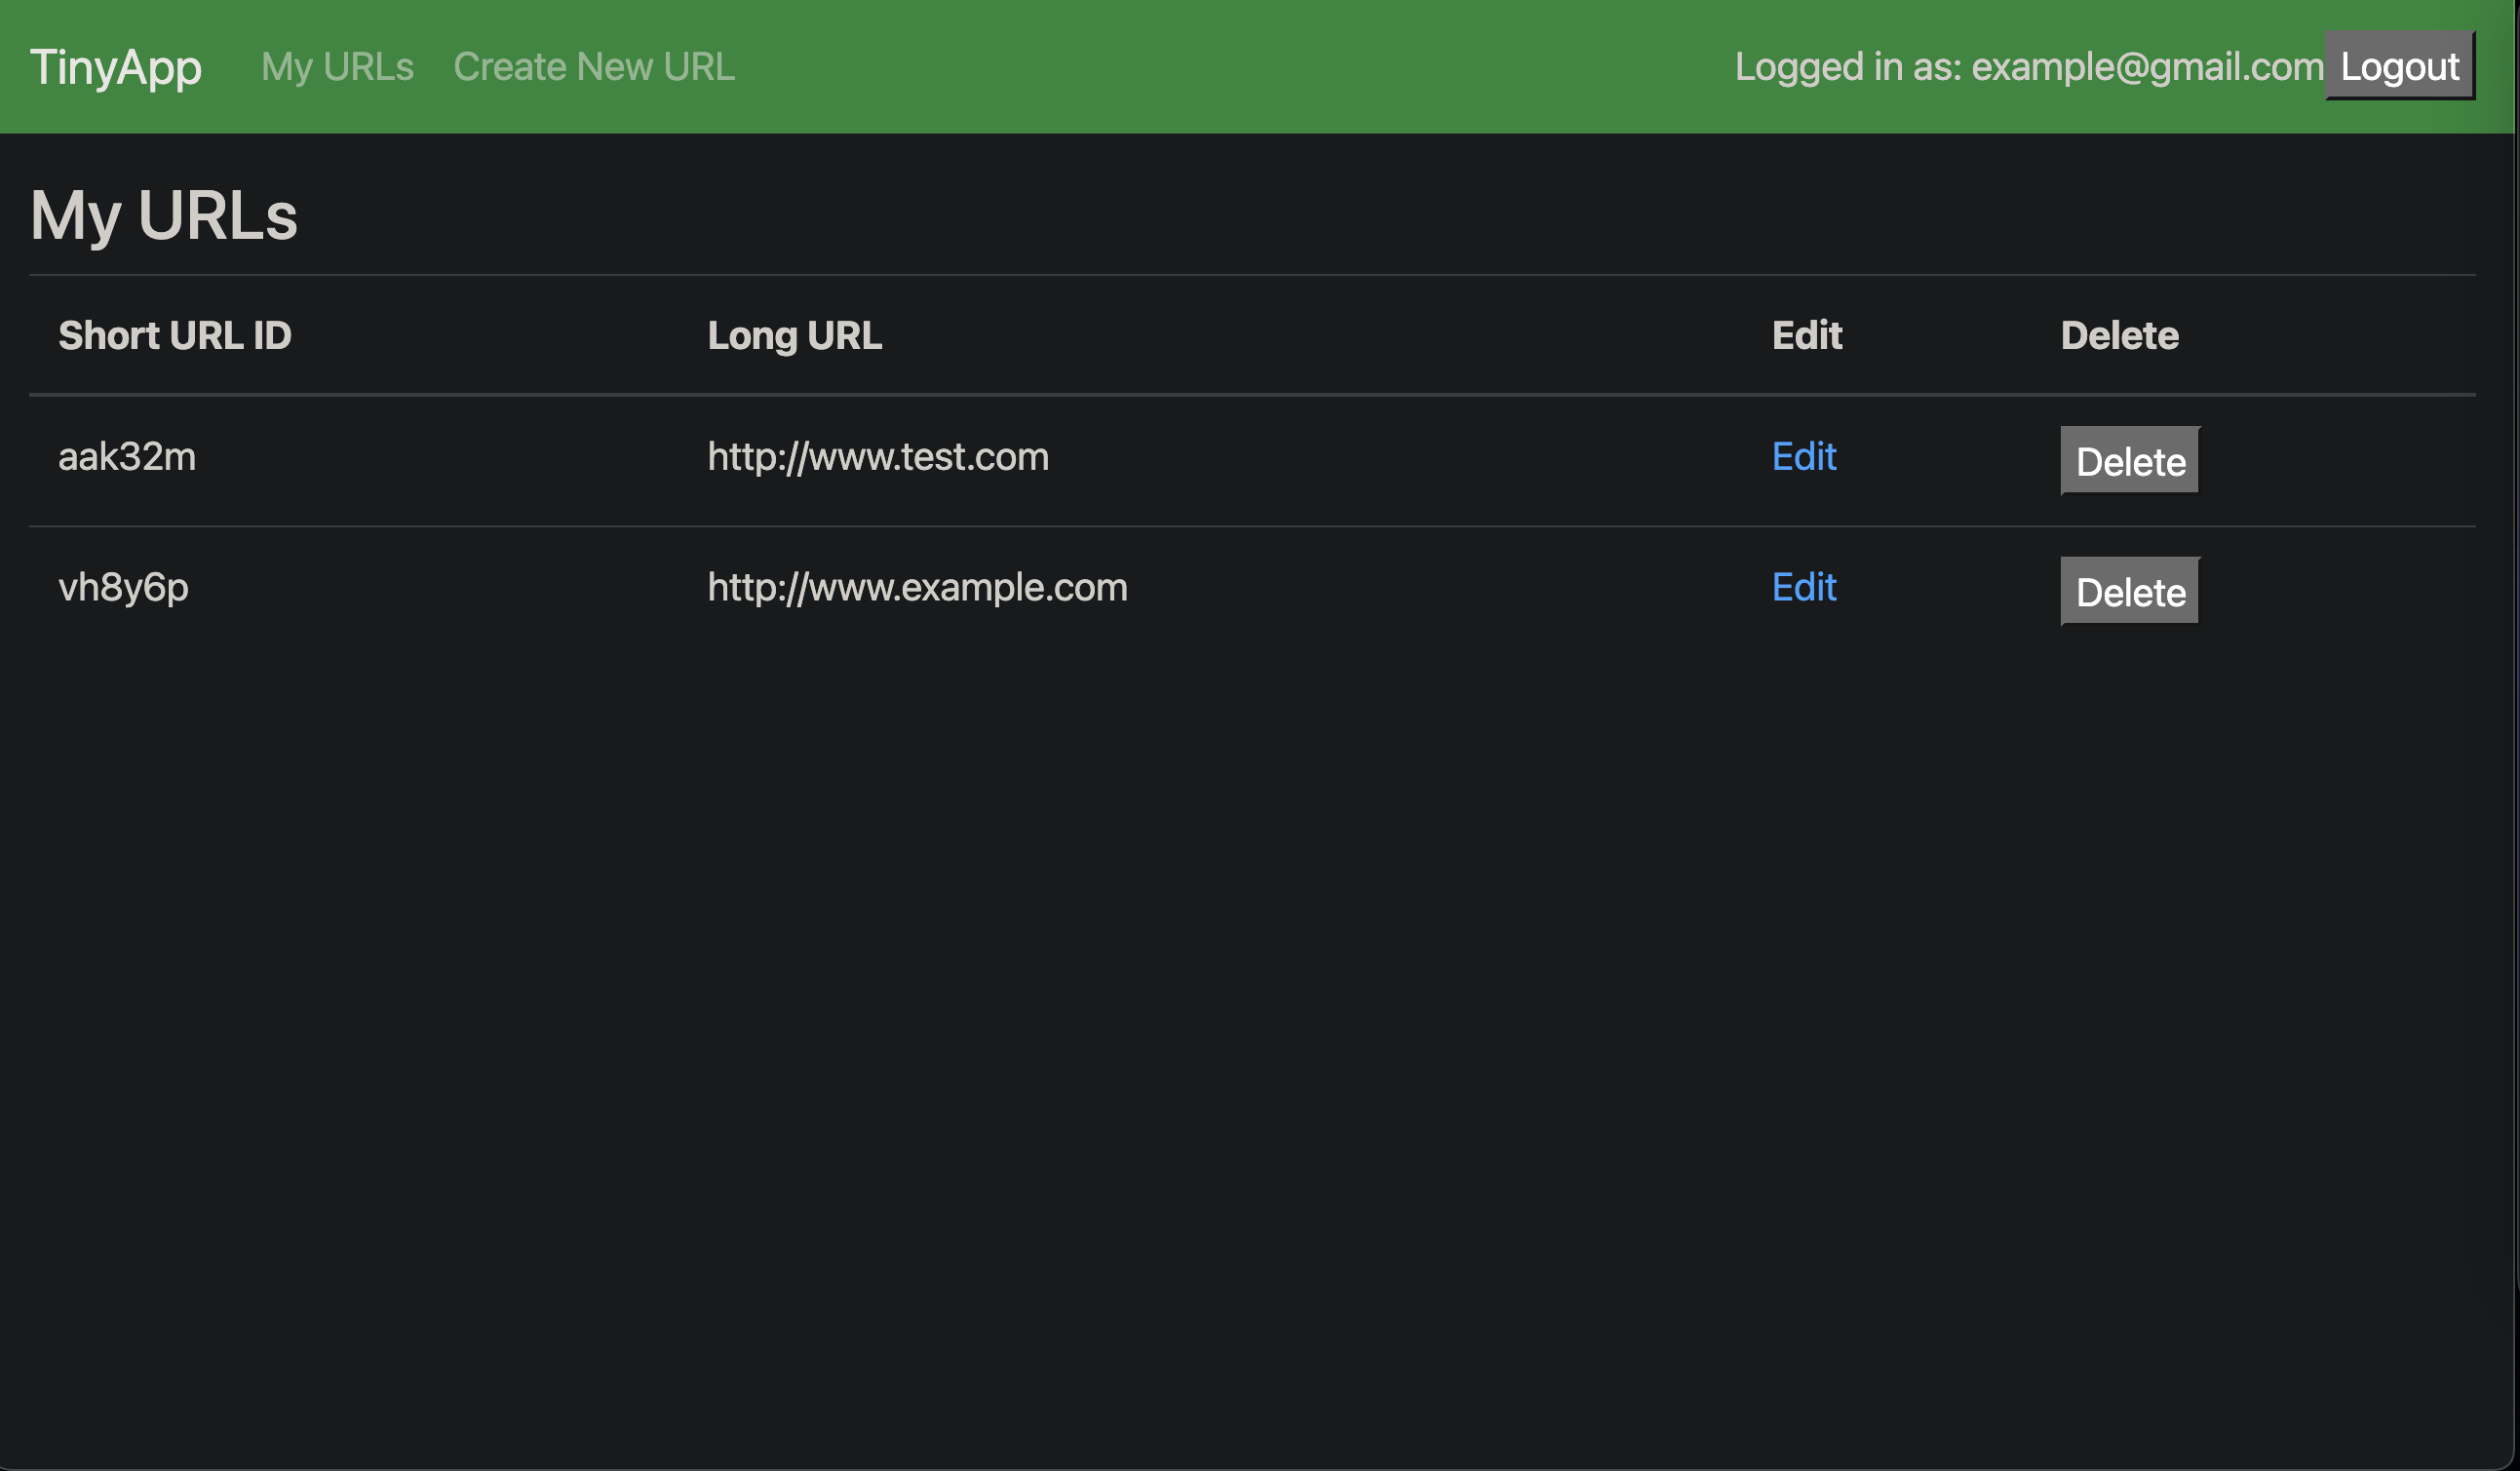 TinyApp My URLs Create New URL Logged in as: example@gmail.com Logout
My URLs
Short URL ID Long URL Edit Delete
aak32m http://www.test.com Edit Delete
vh8y6p http://www.example.com Edit Delete